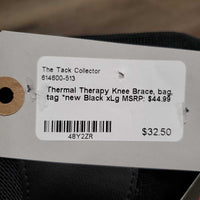 The Tack Collector
614600-513
Thermal Therapy Knee Brace, bag,
tag *new Black xLg MSRP: $44.99
48Y2ZR
$32.50